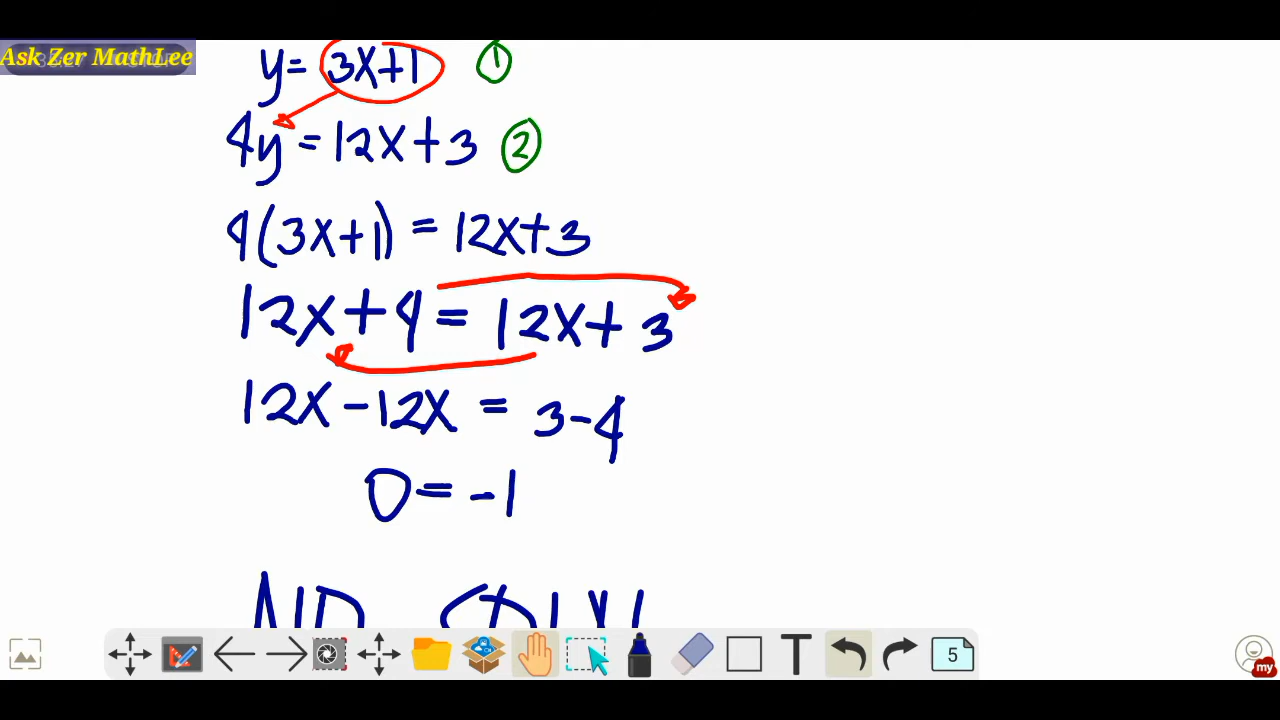 Ask Zer MathLee
y = 3x+1 ①
4y = 12x+3 ②
4(3x+1) = 12x+3
12x+4 = 12x+3
12x-12x = 3-4
0 = -1
T
5
my